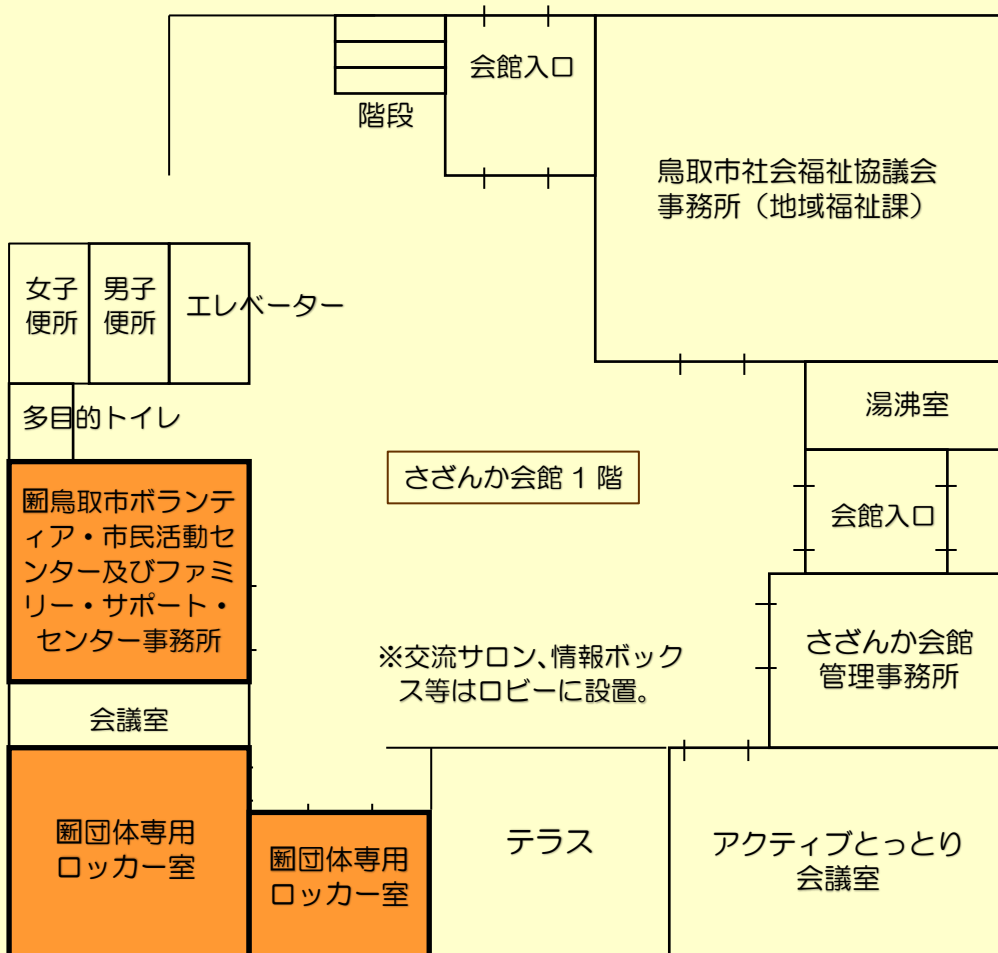 会館入口
階段
鳥取市社会福祉協議会
事務所（地域福祉課）
女子
便所
男子
便所
エレベーター
湯沸室
多目的トイレ
さざんか会館 1 階
会館入口
新鳥取市ボランテ
ィア・市民活動セ
ンター及びファミ
リー・サポート・
センター事務所
さざんか会館
管理事務所
※交流サロン、情報ボック
ス等はロビーに設置。
会議室
新団体専用
ロッカー室
新団体専用
ロッカー室
テラス
アクティブとっとり
会議室